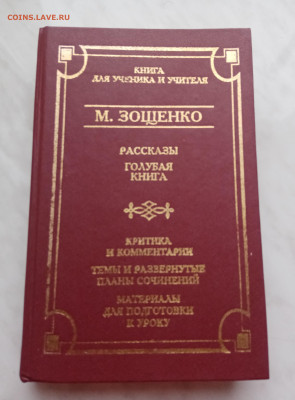 COINS.LAVE.RU
КНИГА
ДЛЯ УЧЕНИКА И УЧИТЕЛЯ
М. ЗОЩЕНКО
РАССКАЗЫ
ГОЛУБАЯ
КНИГА
КРИТИКА
И КОММЕНТАРИИ
ТЕМЫ И РАЗВЕРНУТЫЕ
ПЛАНЫ СОЧИНЕНИЙ
МАТЕРИАЛЫ
ДЛЯ ПОДГОТОВКИ
К УРОКУ